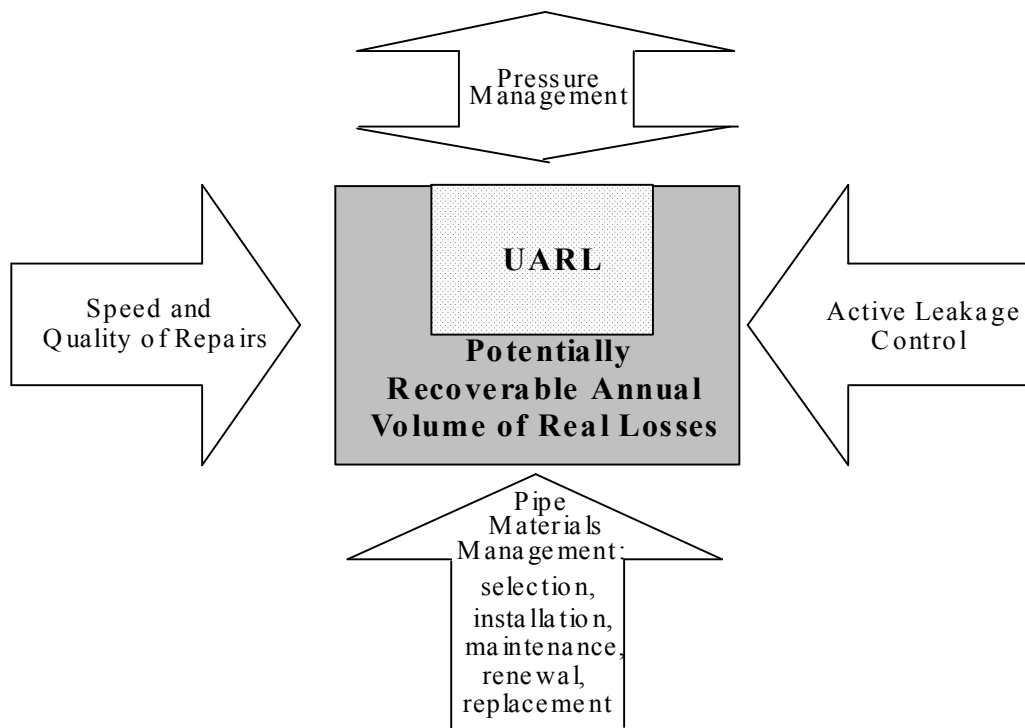 Pressure
Management
UARL
Potentially
Recoverable Annual
Volume of Real Losses
Speed and
Quality of Repairs
Active Leakage
Control
Pipe
Materials
Management:
selection,
installation,
maintenance,
renewal,
replacement